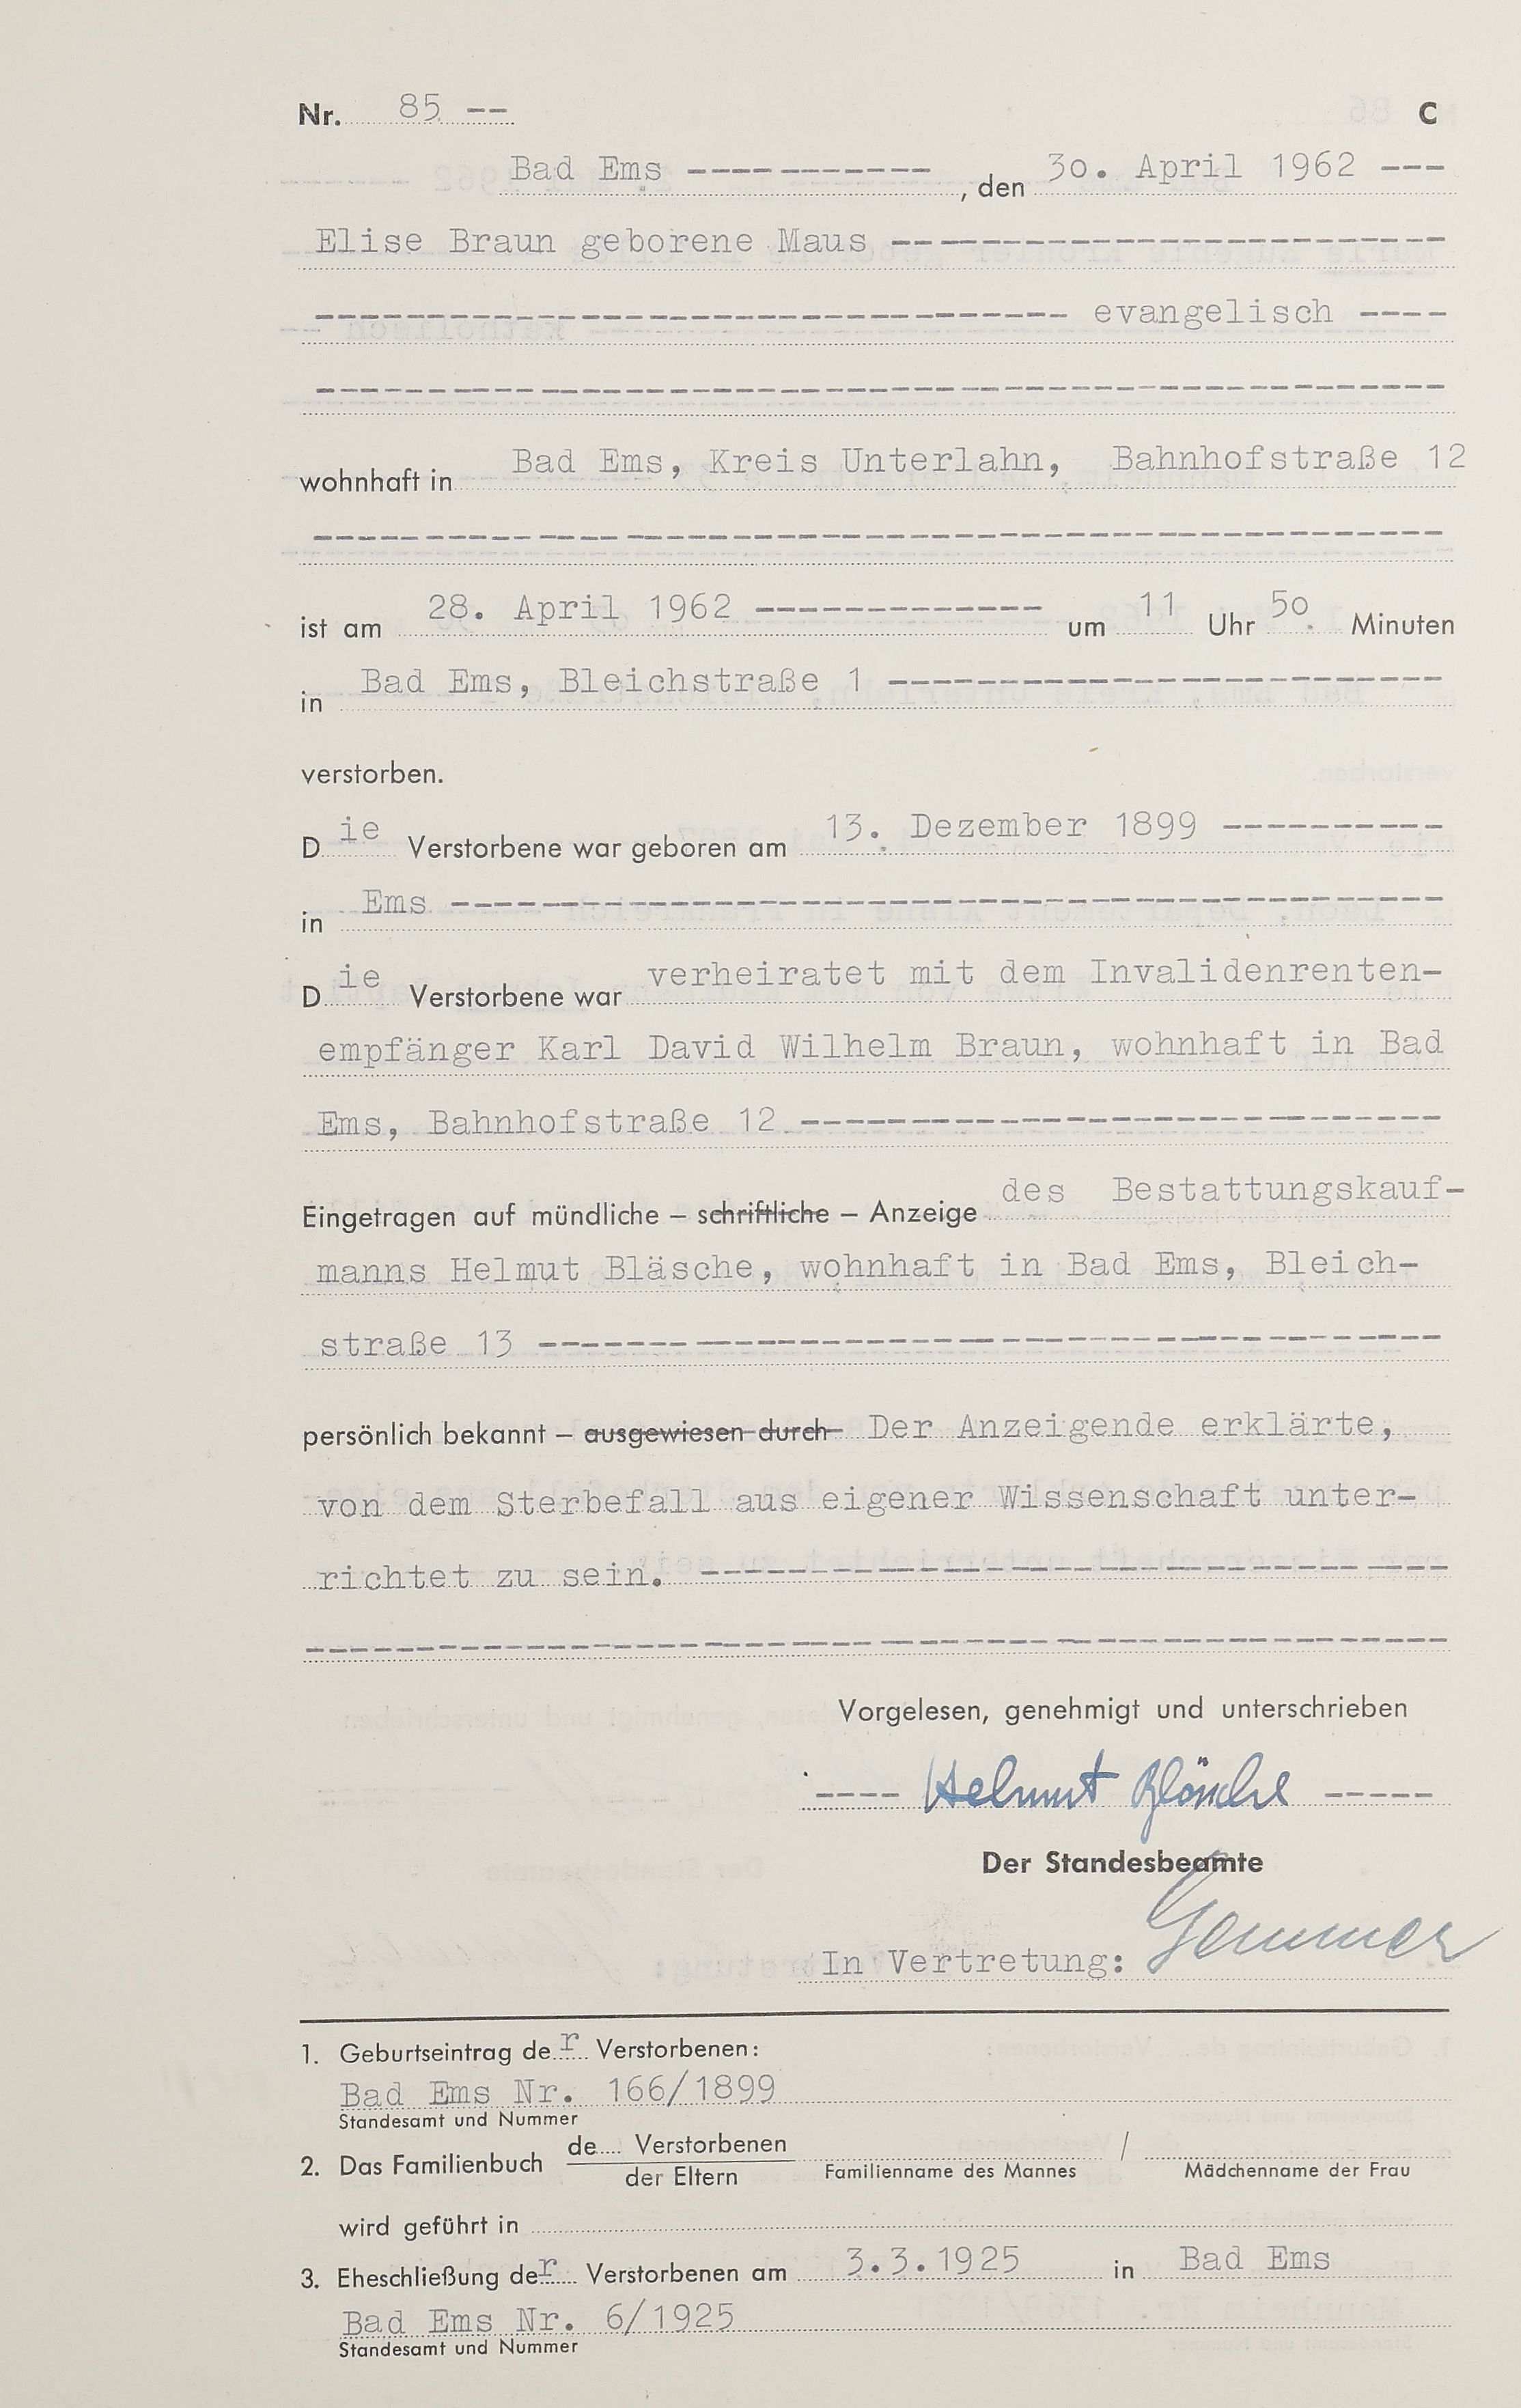 Nr. 85 -- C
Bad Ems -----------, den 30. April 1962 ---
Elise Braun geborene Maus -------------------------
---------------------------------- evangelisch ----
---------------------------------------------------
wohnhaft in Bad Ems, Kreis Unterlahn, Bahnhofstraße 12
---------------------------------------------------
ist am 28. April 1962 ------------- um 11 Uhr 50 Minuten
in Bad Ems, Bleichstraße 1 -------------------------
verstorben.
Die Verstorbene war geboren am 13. Dezember 1899 ----------
in Ems ---------------------------------------------
Die Verstorbene war verheiratet mit dem Invalidenrenten-
empfänger Karl David Wilhelm Braun, wohnhaft in Bad
Ems, Bahnhofstraße 12 -----------------------------
Eingetragen auf mündliche – schriftliche – Anzeige des Bestattungskauf-
manns Helmut Bläsche, wohnhaft in Bad Ems, Bleich-
straße 13 -----------------------------------------
persönlich bekannt – ausgewiesen durch Der Anzeigende erklärte,
von dem Sterbefall aus eigener Wissenschaft unter-
richtet zu sein. ----------------------------------
---------------------------------------------------
Vorgelesen, genehmigt und unterschrieben
---- Helmut Bläsche -----
Der Standesbeamte
In Vertretung: Gemmer
1. Geburtseintrag der Verstorbenen:
Bad Ems Nr. 166/1899
Standesamt und Nummer
2. Das Familienbuch de.... Verstorbenen /
der Eltern Familienname des Mannes Mädchenname der Frau
wird geführt in
3. Eheschließung der Verstorbenen am 3.3.1925 in Bad Ems
Bad Ems Nr. 6/1925
Standesamt und Nummer